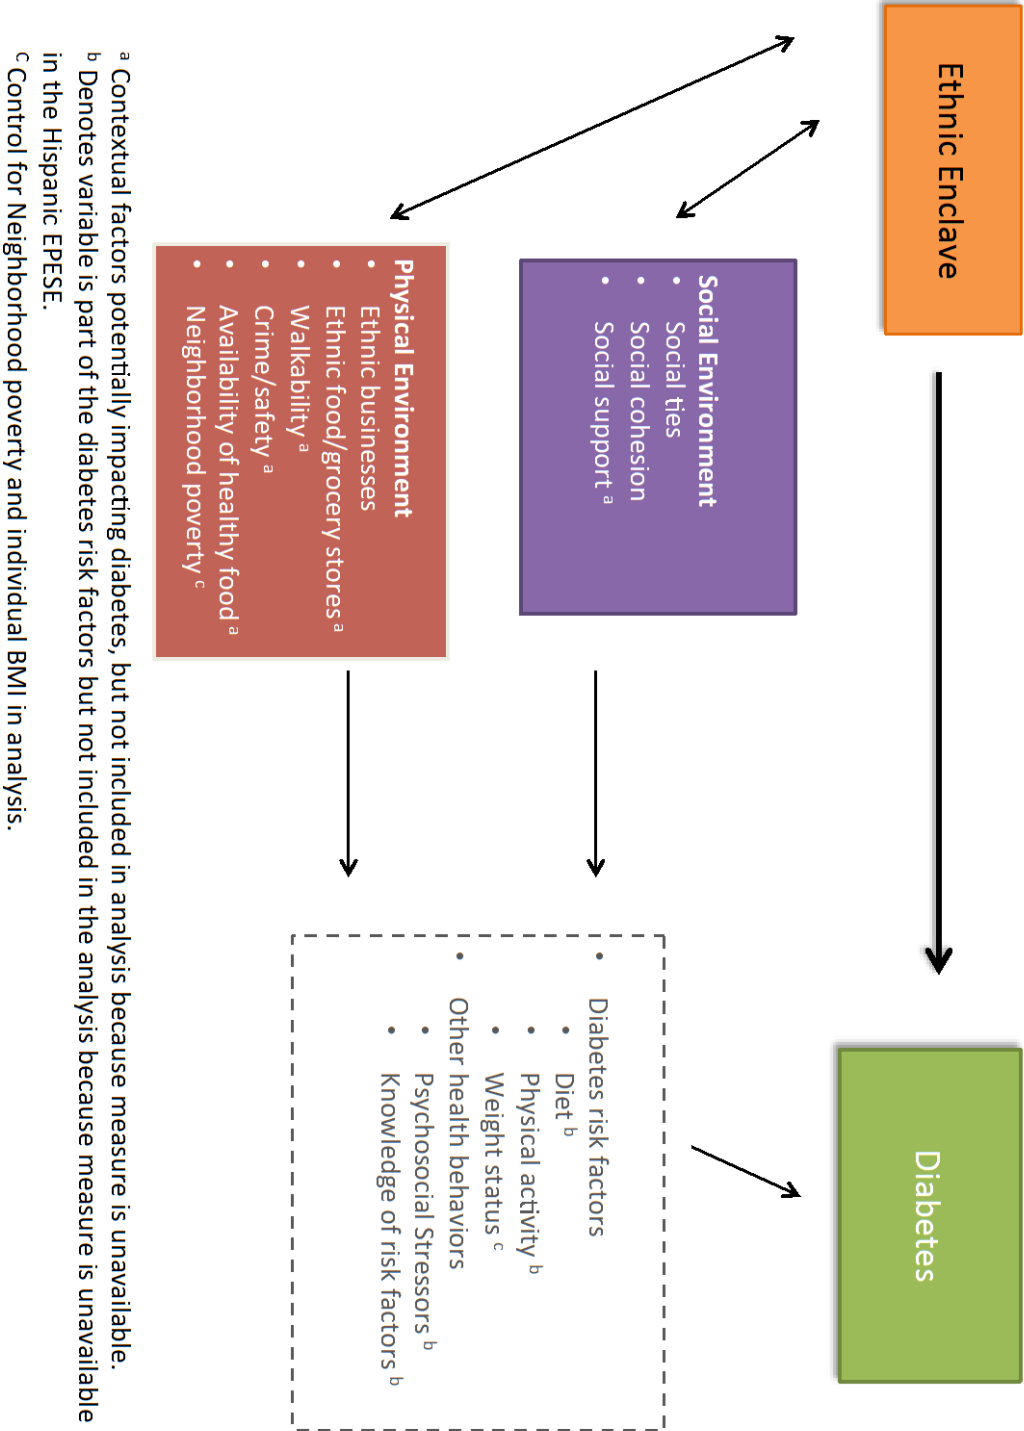 Ethnic Enclave
Diabetes
Social Environment
• Social ties
• Social cohesion
• Social support a
Physical Environment
• Ethnic businesses
• Ethnic food/grocery stores a
• Walkability a
• Crime/safety a
• Availability of healthy food a
• Neighborhood poverty c
• Diabetes risk factors
• Diet b
• Physical activity b
• Weight status c
• Other health behaviors
• Psychosocial Stressors b
• Knowledge of risk factors b
a Contextual factors potentially impacting diabetes, but not included in analysis because measure is unavailable.
b Denotes variable is part of the diabetes risk factors but not included in the analysis because measure is unavailable
in the Hispanic EPESE.
c Control for Neighborhood poverty and individual BMI in analysis.